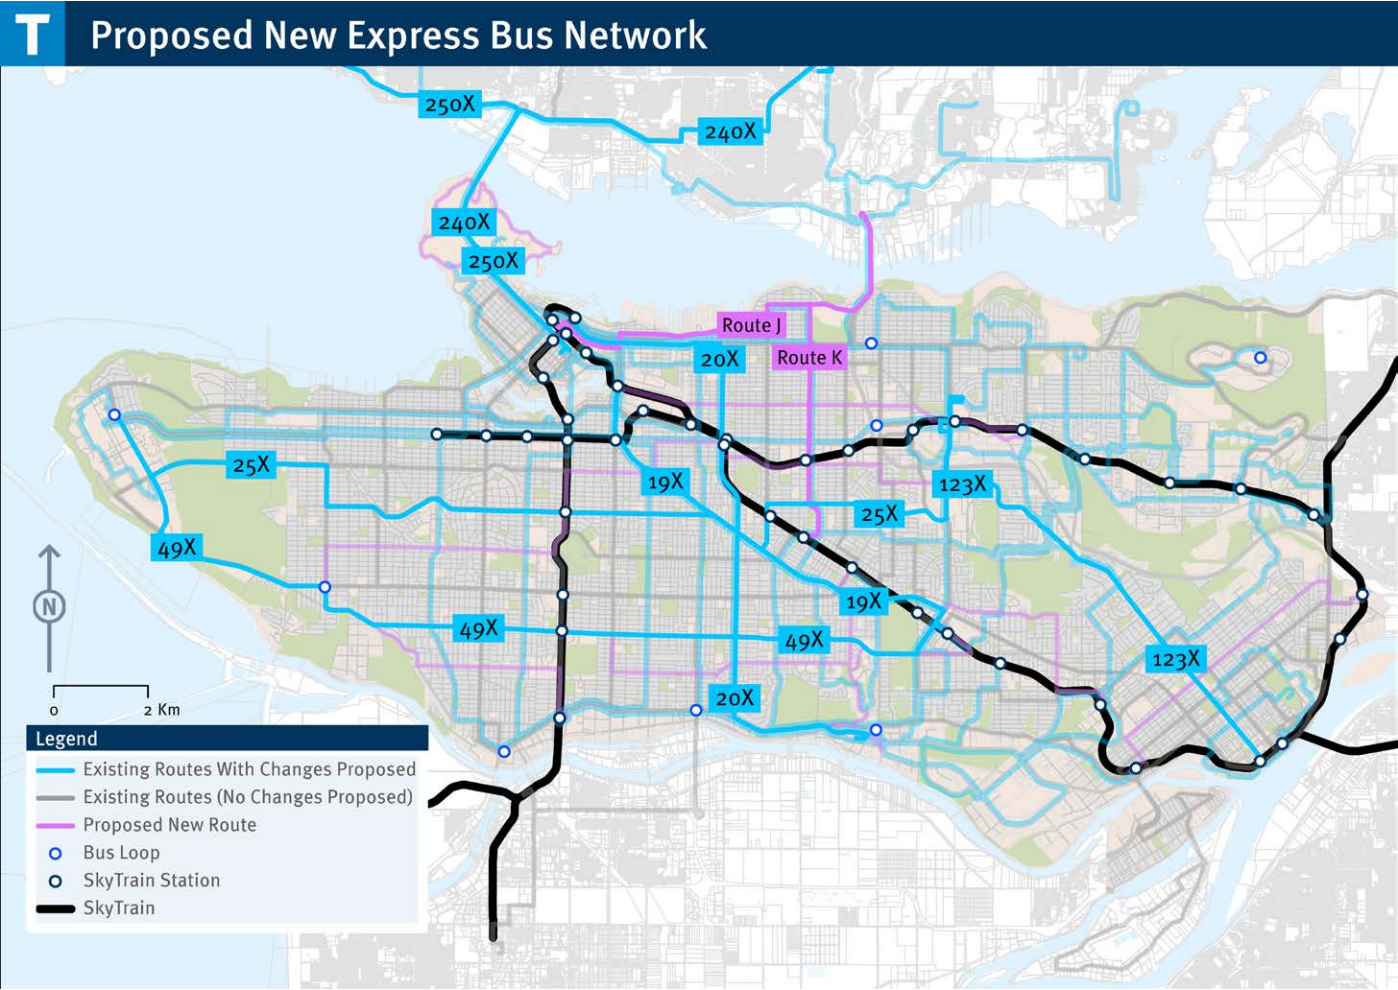 T Proposed New Express Bus Network
250X
240X
240X
250X
Route J
20X
Route K
25X
19X
123X
25X
49X
N
19X
49X
49X
123X
20X
0 2 Km
Legend
Existing Routes With Changes Proposed
Existing Routes (No Changes Proposed)
Proposed New Route
Bus Loop
SkyTrain Station
SkyTrain